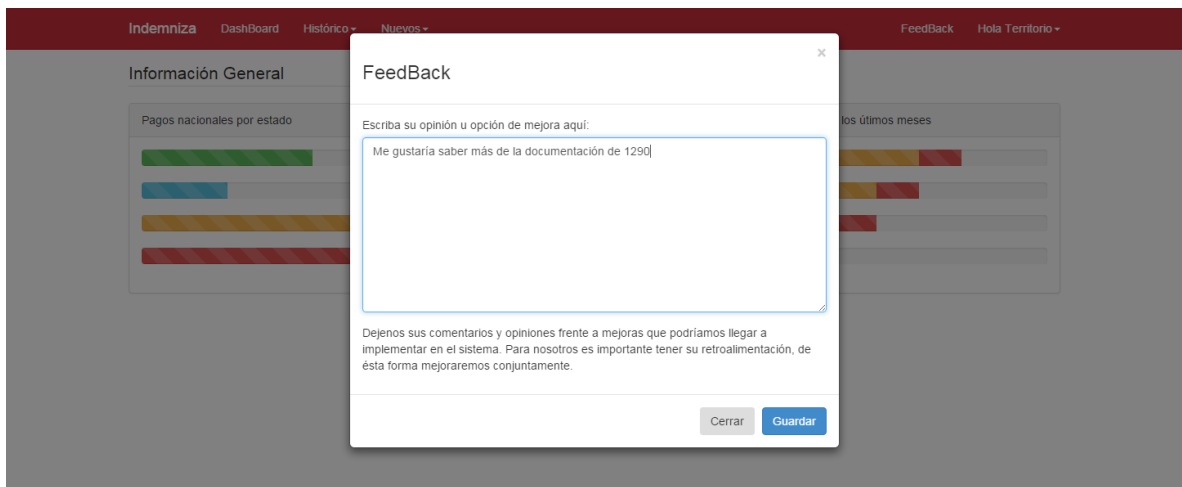 Indemniza DashBoard Histórico Nuevos FeedBack Hola Territorio
Información General
Pagos nacionales por estado
los útimos meses
×
FeedBack
Escriba su opinión u opción de mejora aquí:
Me gustaría saber más de la documentación de 1290
Dejenos sus comentarios y opiniones frente a mejoras que podríamos llegar a
implementar en el sistema. Para nosotros es importante tener su retroalimentación, de
ésta forma mejoraremos conjuntamente.
Cerrar Guardar